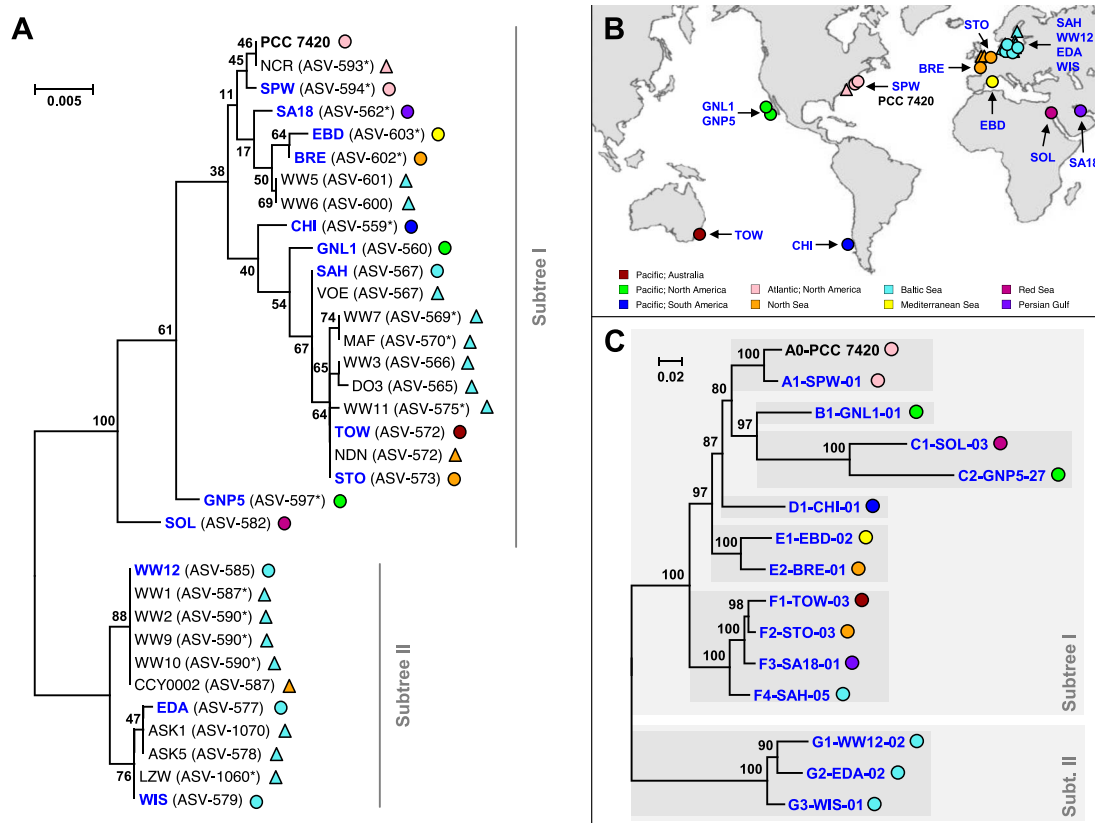 A
0.005
46
45
11
17
64
50
69
38
40
54
67
74
65
64
61
100
88
47
76
PCC 7420
NCR (ASV-593*)
SPW (ASV-594*)
SA18 (ASV-562*)
EBD (ASV-603*)
BRE (ASV-602*)
WW5 (ASV-601)
WW6 (ASV-600)
CHI (ASV-559*)
GNL1 (ASV-560)
SAH (ASV-567)
VOE (ASV-567)
WW7 (ASV-569*)
MAF (ASV-570*)
WW3 (ASV-566)
DO3 (ASV-565)
WW11 (ASV-575*)
TOW (ASV-572)
NDN (ASV-572)
STO (ASV-573)
GNP5 (ASV-597*)
SOL (ASV-582)
WW12 (ASV-585)
WW1 (ASV-587*)
WW2 (ASV-590*)
WW9 (ASV-590*)
WW10 (ASV-590*)
CCY0002 (ASV-587)
EDA (ASV-577)
ASK1 (ASV-1070)
ASK5 (ASV-578)
LZW (ASV-1060*)
WIS (ASV-579)
Subtree I
Subtree II
B
STO
SAH
WW12
EDA
WIS
BRE
SPW
PCC 7420
GNL1
GNP5
EBD
SOL
SA18
TOW
CHI
Pacific; Australia
Pacific; North America
Pacific; South America
Atlantic; North America
North Sea
Baltic Sea
Mediterranean Sea
Red Sea
Persian Gulf
C
0.02
100
80
97
100
87
97
100
100
98
100
100
90
100
A0-PCC 7420
A1-SPW-01
B1-GNL1-01
C1-SOL-03
C2-GNP5-27
D1-CHI-01
E1-EBD-02
E2-BRE-01
F1-TOW-03
F2-STO-03
F3-SA18-01
F4-SAH-05
G1-WW12-02
G2-EDA-02
G3-WIS-01
Subtree I
Subt. II